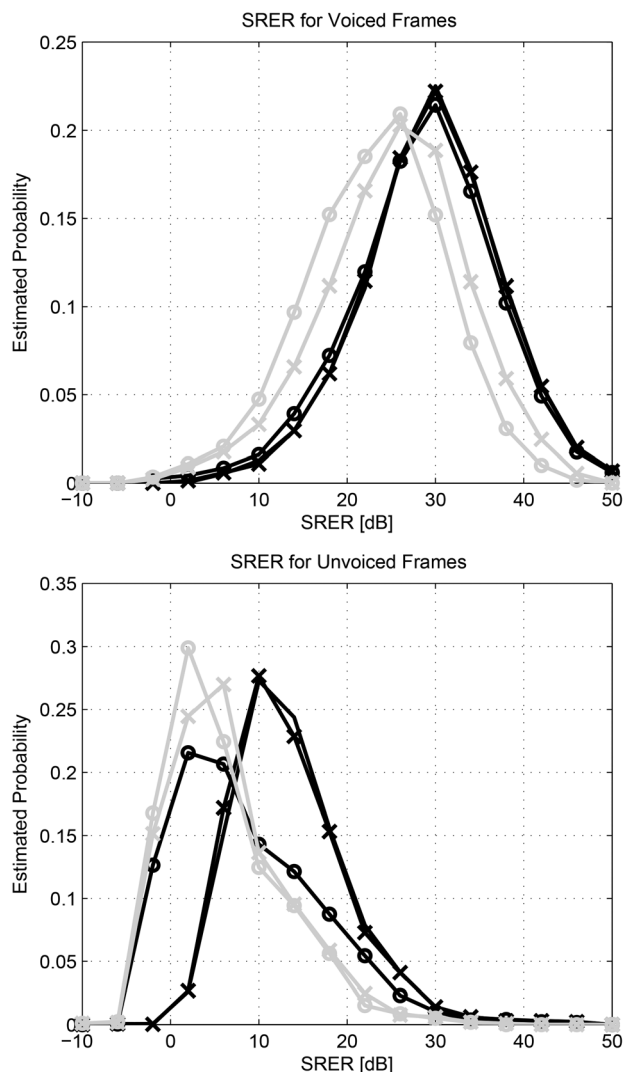 SRER for Voiced Frames
0.25
0.2
0.15
0.1
0.05
0
Estimated Probability
−10 0 10 20 30 40 50
SRER [dB]
SRER for Unvoiced Frames
0.35
0.3
0.25
0.2
0.15
0.1
0.05
0
Estimated Probability
−10 0 10 20 30 40 50
SRER [dB]